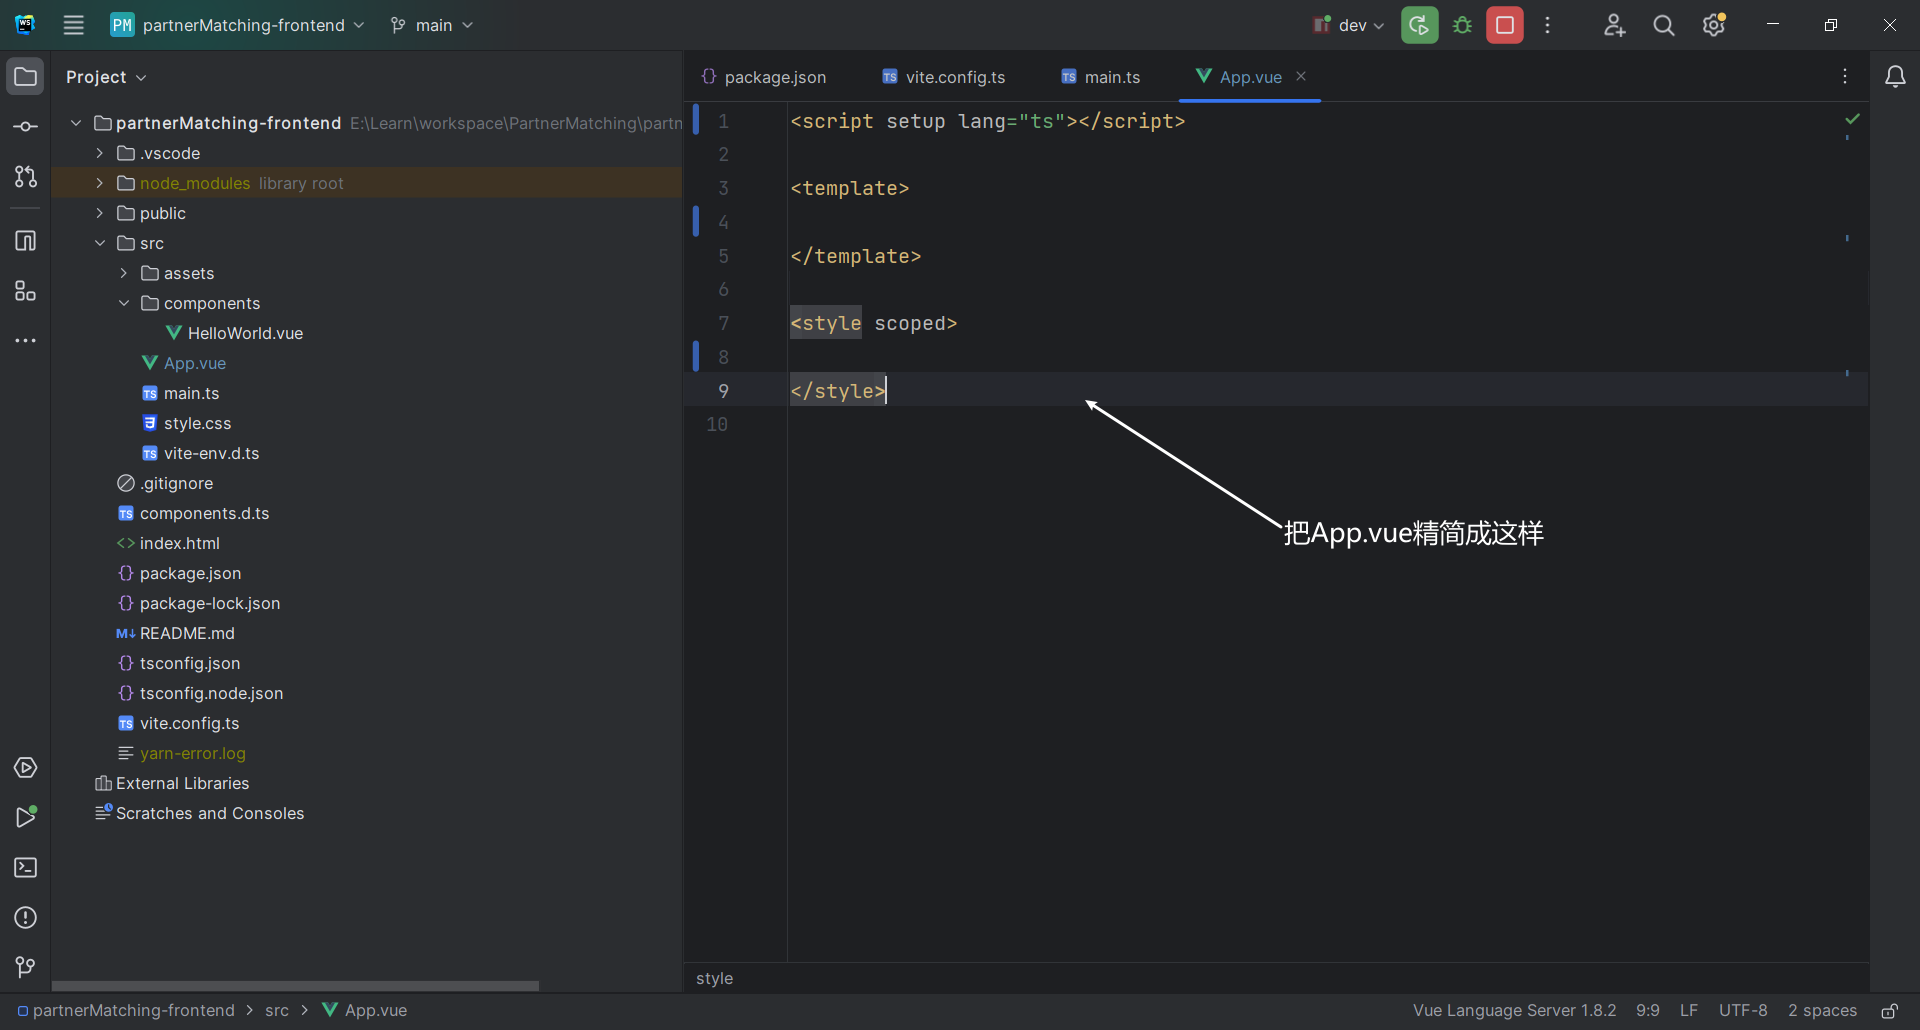 PM partnerMatching-frontend main dev
Project
package.json vite.config.ts main.ts App.vue
partnerMatching-frontend E:\Learn\workspace\PartnerMatching\partn
.vscode
node_modules library root
public
src
assets
components
HelloWorld.vue
App.vue
main.ts
style.css
vite-env.d.ts
.gitignore
components.d.ts
index.html
package.json
package-lock.json
README.md
tsconfig.json
tsconfig.node.json
vite.config.ts
yarn-error.log
External Libraries
Scratches and Consoles
1 <script setup lang="ts"></script>
2
3 <template>
4
5 </template>
6
7 <style scoped>
8
9 </style>
10
把App.vue精简成这样
style
partnerMatching-frontend > src > App.vue
Vue Language Server 1.8.2 9:9 LF UTF-8 2 spaces